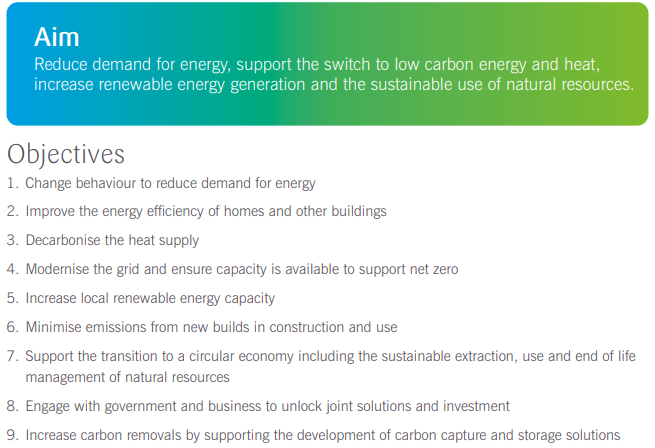 Aim
Reduce demand for energy, support the switch to low carbon energy and heat,
increase renewable energy generation and the sustainable use of natural resources.
Objectives
1. Change behaviour to reduce demand for energy
2. Improve the energy efficiency of homes and other buildings
3. Decarbonise the heat supply
4. Modernise the grid and ensure capacity is available to support net zero
5. Increase local renewable energy capacity
6. Minimise emissions from new builds in construction and use
7. Support the transition to a circular economy including the sustainable extraction, use and end of life
management of natural resources
8. Engage with government and business to unlock joint solutions and investment
9. Increase carbon removals by supporting the development of carbon capture and storage solutions